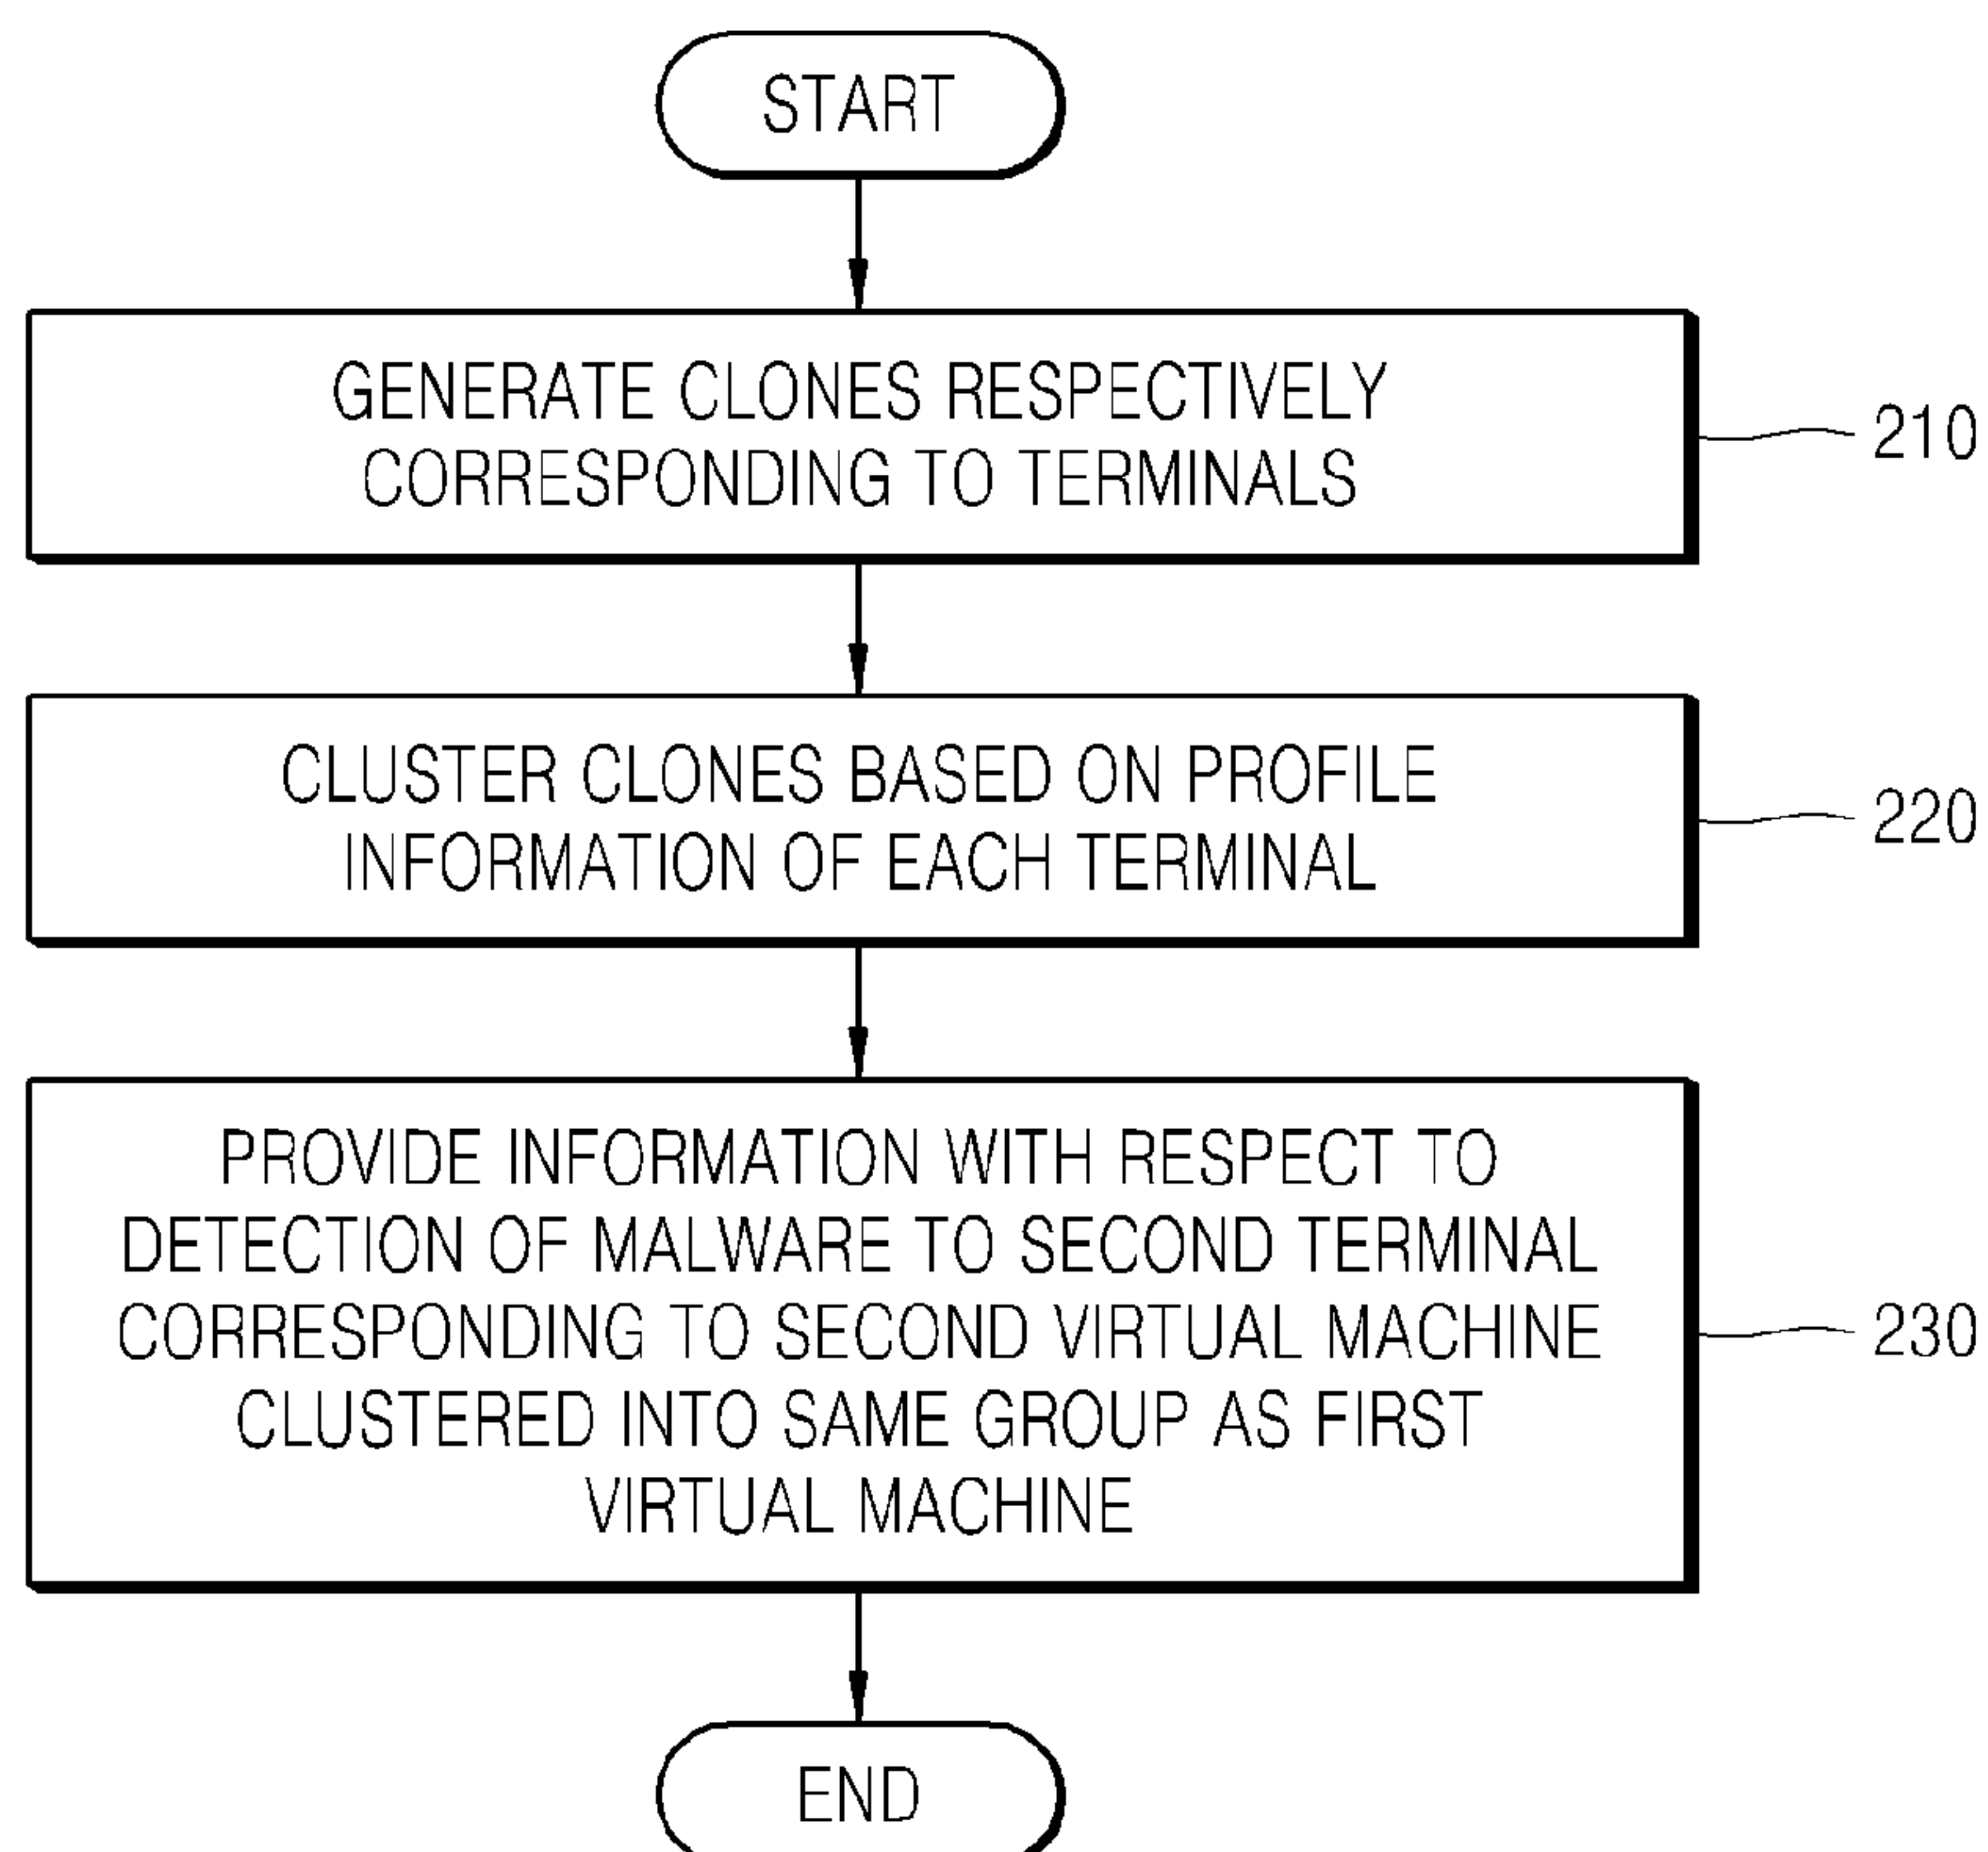 START
GENERATE CLONES RESPECTIVELY
CORRESPONDING TO TERMINALS
210
CLUSTER CLONES BASED ON PROFILE
INFORMATION OF EACH TERMINAL
220
PROVIDE INFORMATION WITH RESPECT TO
DETECTION OF MALWARE TO SECOND TERMINAL
CORRESPONDING TO SECOND VIRTUAL MACHINE
CLUSTERED INTO SAME GROUP AS FIRST
VIRTUAL MACHINE
230
END